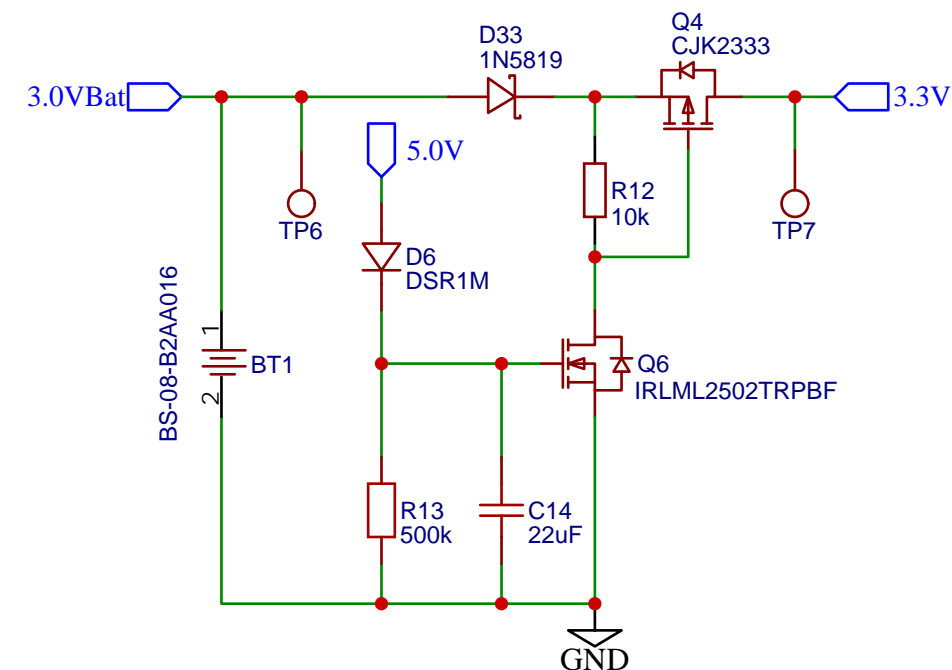 D33
1N5819
Q4
CJK2333
3.0VBat
3.3V
5.0V
TP6
R12
10k
TP7
D6
DSR1M
BS-08-B2AA016
1
BT1
2
Q6
IRLML2502TRPBF
R13
500k
C14
22uF
GND